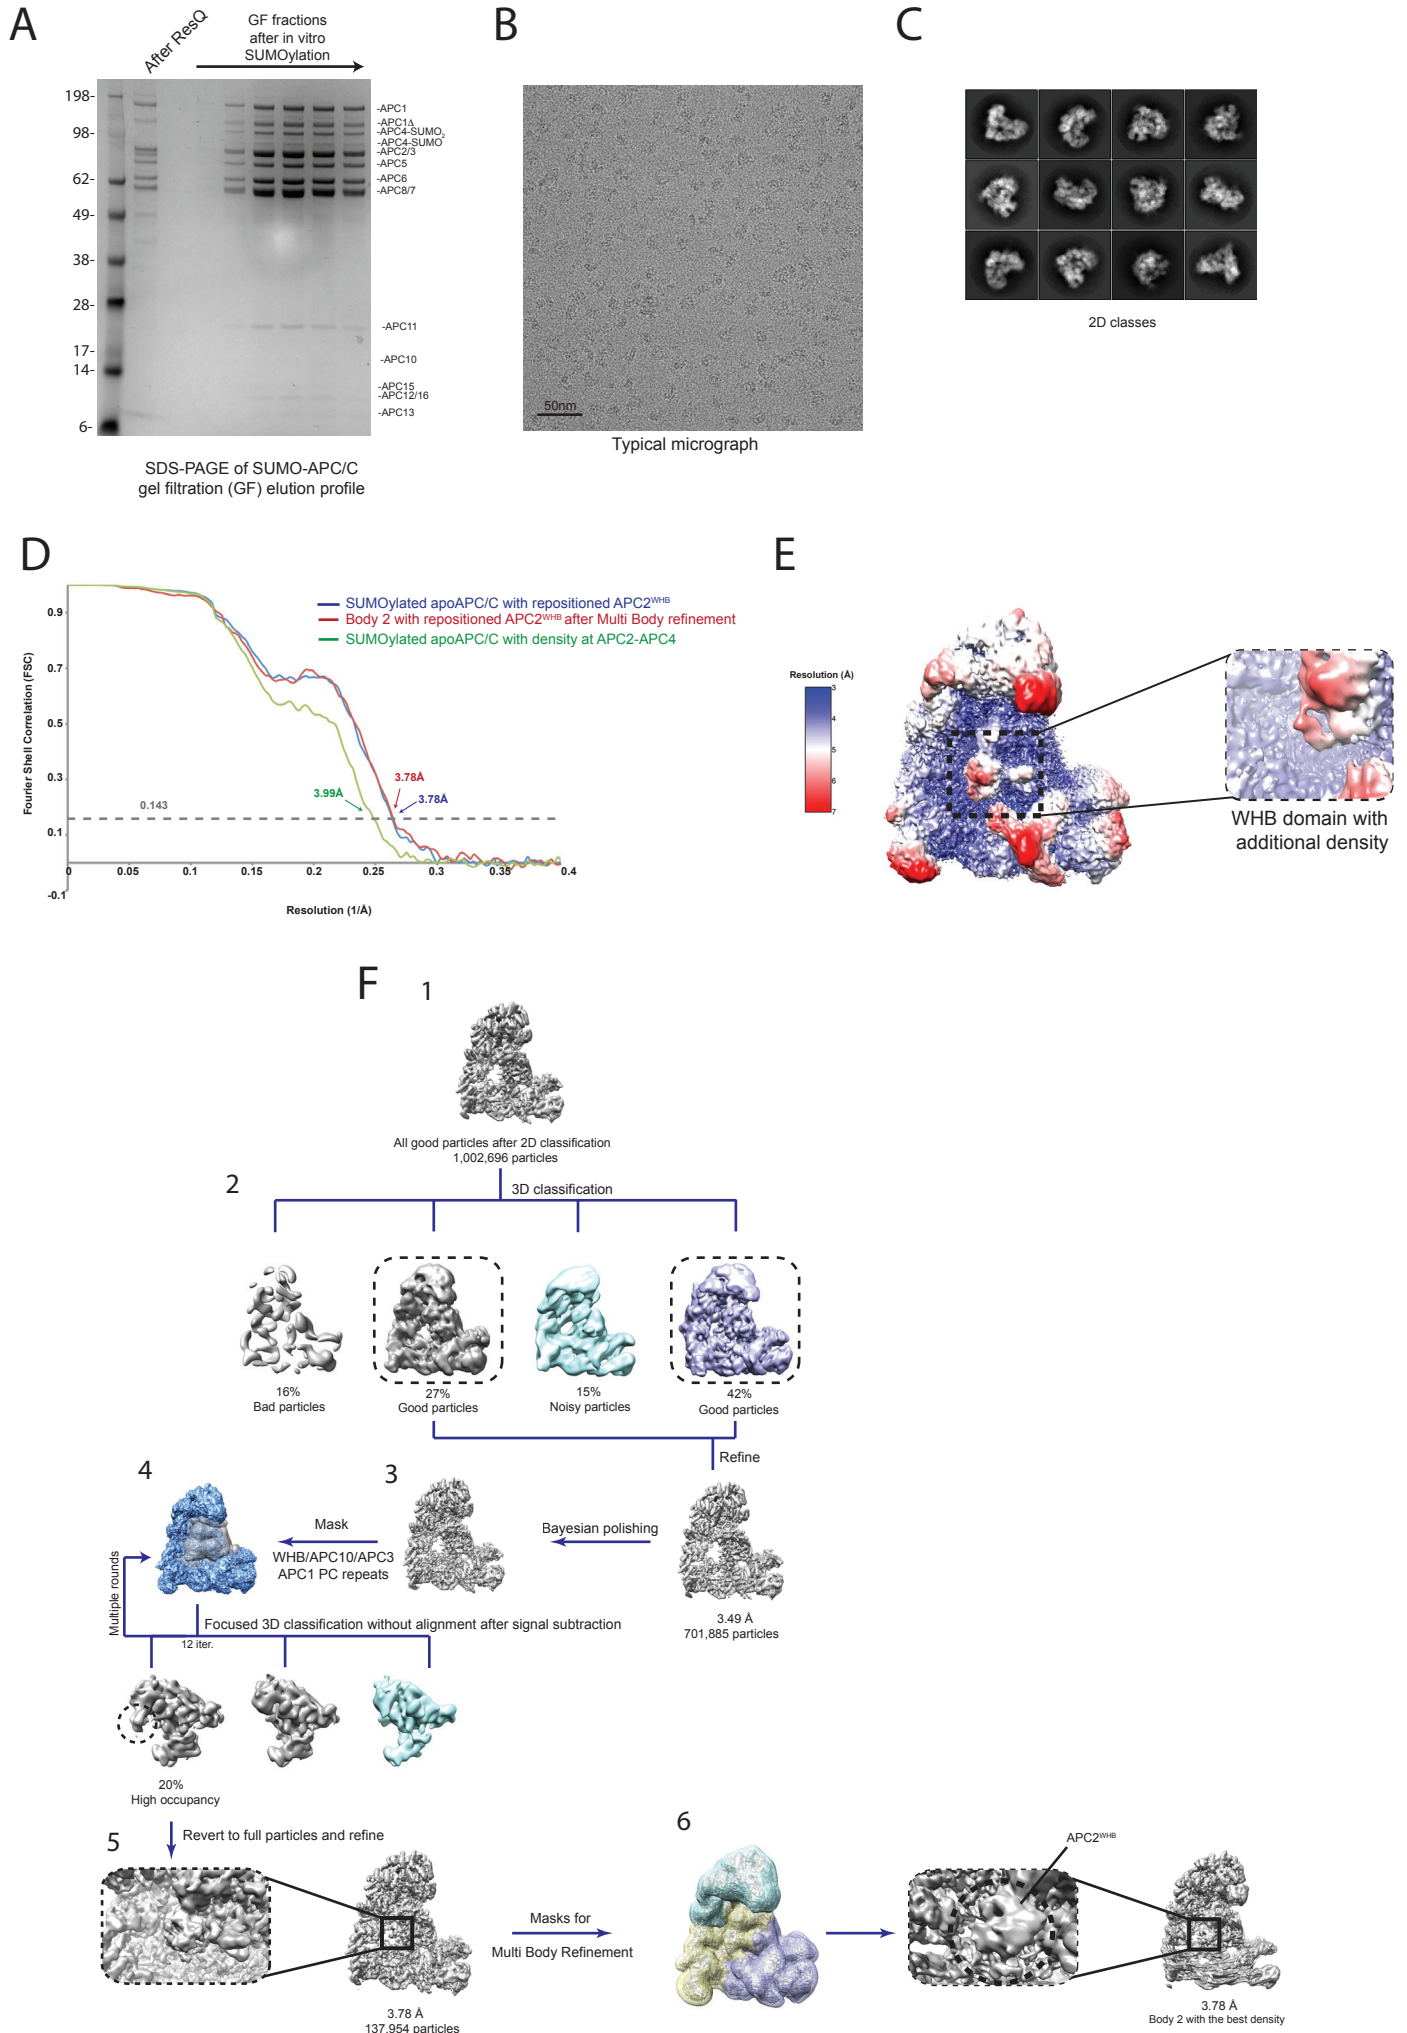 A
After ResQ
GF fractions
after in vitro
SUMOylation
198-
98-
62-
49-
38-
28-
17-
14-
6-
-APC1
-APC1Δ
-APC4-SUMO₂
-APC4-SUMO
-APC2/3
-APC5
-APC6
-APC8/7
-APC11
-APC10
-APC15
-APC12/16
-APC13
SDS-PAGE of SUMO-APC/C
gel filtration (GF) elution profile
B
50nm
Typical micrograph
C
2D classes
D
SUMOylated apoAPC/C with repositioned APC2ᵂᴴᴮ
Body 2 with repositioned APC2ᵂᴴᴮ after Multi Body refinement
SUMOylated apoAPC/C with density at APC2-APC4
Fourier Shell Correlation (FSC)
0.9
0.7
0.5
0.3
0.1
-0.1
0.143
3.99Å
3.78Å
3.78Å
0
0.05
0.1
0.15
0.2
0.25
0.3
0.35
0.4
Resolution (1/Å)
E
Resolution (Å)
3
4
5
6
7
WHB domain with
additional density
F
1
All good particles after 2D classification
1,002,696 particles
2
3D classification
16%
Bad particles
27%
Good particles
15%
Noisy particles
42%
Good particles
Refine
3.49 Å
701,885 particles
Bayesian polishing
3
Mask
WHB/APC10/APC3
APC1 PC repeats
4
Multiple rounds
Focused 3D classification without alignment after signal subtraction
12 iter.
20%
High occupancy
Revert to full particles and refine
5
3.78 Å
137,954 particles
Masks for
Multi Body Refinement
6
APC2ᵂᴴᴮ
3.78 Å
Body 2 with the best density